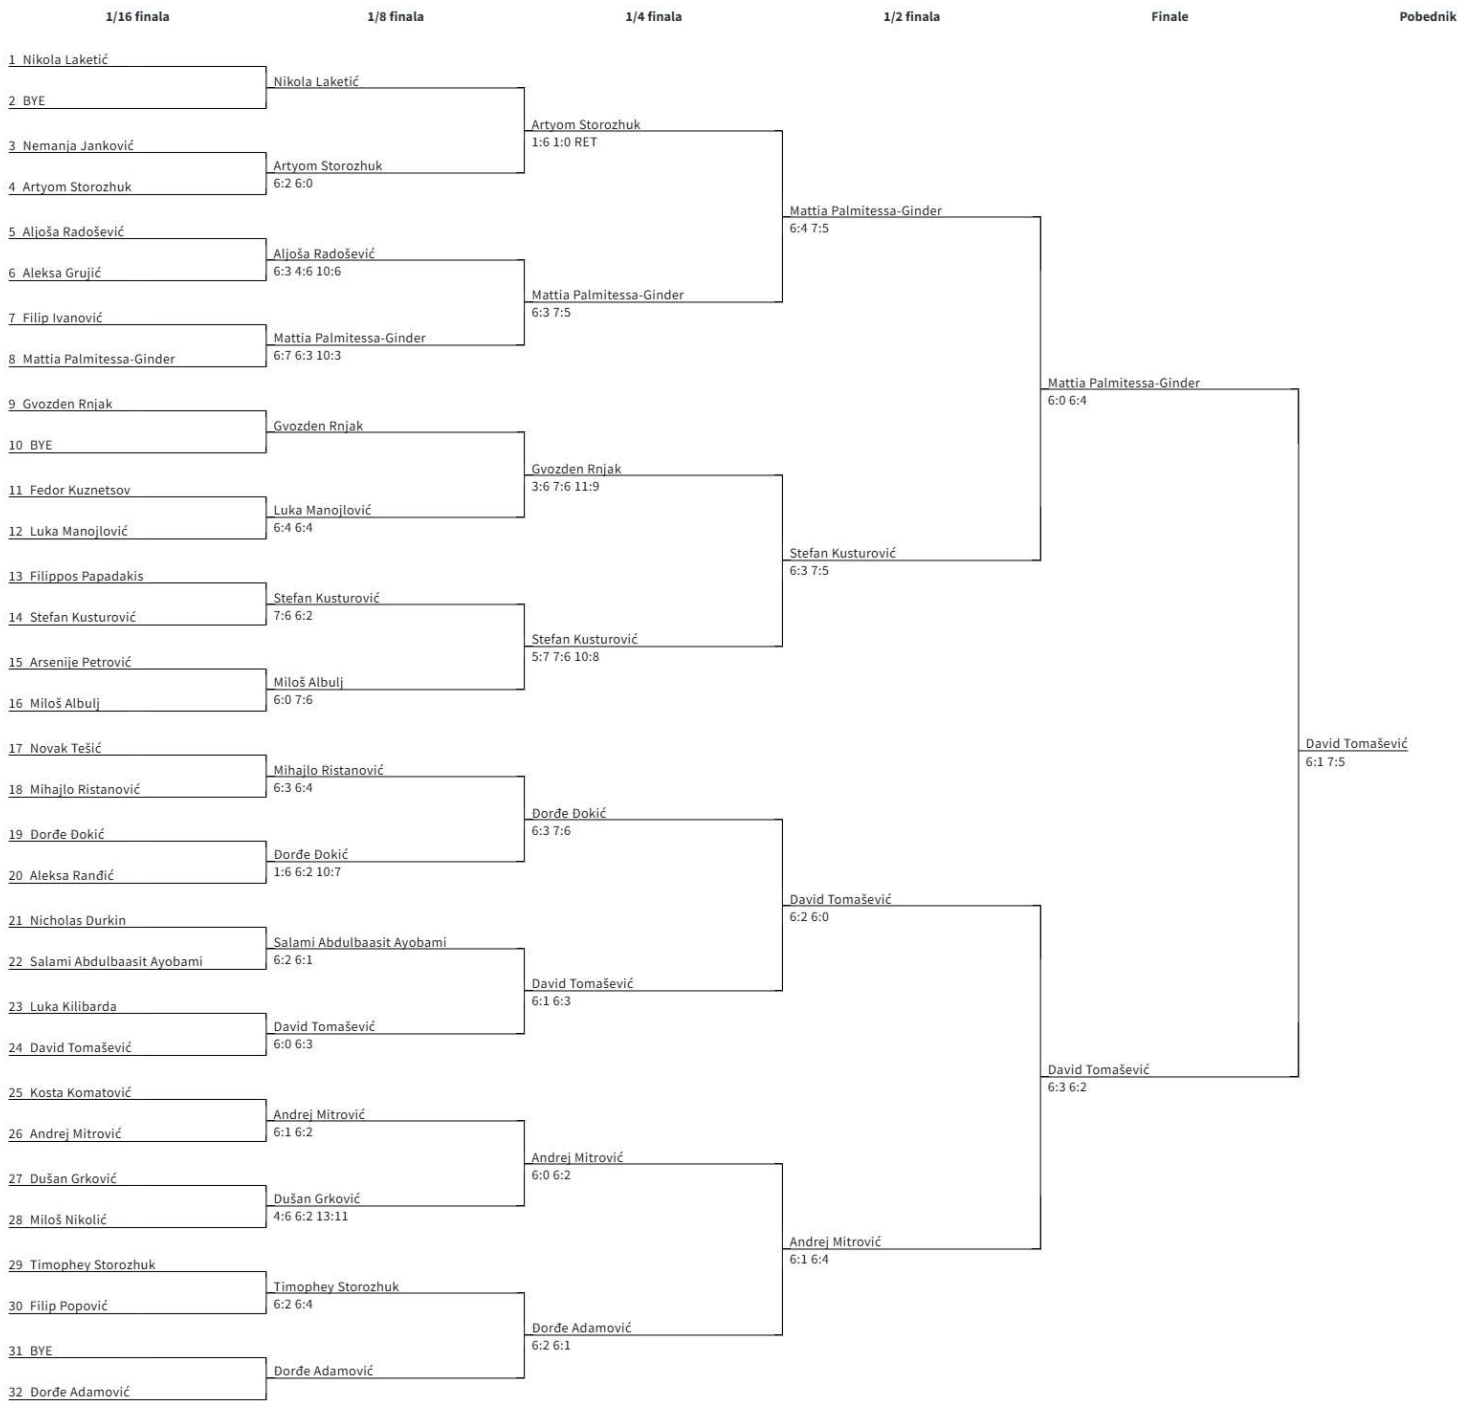 1/16 finala 1/8 finala 1/4 finala 1/2 finala Finale Pobednik
1 Nikola Laketić
Nikola Laketić
2 BYE
Artyom Storozhuk
1:6 1:0 RET
3 Nemanja Janković
Artyom Storozhuk
6:2 6:0
4 Artyom Storozhuk
Mattia Palmitessa-Ginder
6:4 7:5
5 Aljoša Radošević
Aljoša Radošević
6:3 4:6 10:6
6 Aleksa Grujić
Mattia Palmitessa-Ginder
6:3 7:5
7 Filip Ivanović
Mattia Palmitessa-Ginder
6:7 6:3 10:3
8 Mattia Palmitessa-Ginder
Mattia Palmitessa-Ginder
6:0 6:4
9 Gvozden Rnjak
Gvozden Rnjak
10 BYE
Gvozden Rnjak
3:6 7:6 11:9
11 Fedor Kuznetsov
Luka Manojlović
6:4 6:4
12 Luka Manojlović
Stefan Kusturović
6:3 7:5
13 Filippos Papadakis
Stefan Kusturović
7:6 6:2
14 Stefan Kusturović
Stefan Kusturović
5:7 7:6 10:8
15 Arsenije Petrović
Miloš Albulj
6:0 7:6
16 Miloš Albulj
David Tomašević
6:1 7:5
17 Novak Tešić
Mihajlo Ristanović
6:3 6:4
18 Mihajlo Ristanović
Đorđe Đokić
6:3 7:6
19 Đorđe Đokić
Đorđe Đokić
1:6 6:2 10:7
20 Aleksa Ranđić
David Tomašević
6:2 6:0
21 Nicholas Durkin
Salami Abdulbaasit Ayobami
6:2 6:1
22 Salami Abdulbaasit Ayobami
David Tomašević
6:1 6:3
23 Luka Kilibarda
David Tomašević
6:0 6:3
24 David Tomašević
David Tomašević
6:3 6:2
25 Kosta Komatović
Andrej Mitrović
6:1 6:2
26 Andrej Mitrović
Andrej Mitrović
6:0 6:2
27 Dušan Grković
Dušan Grković
4:6 6:2 13:11
28 Miloš Nikolić
Andrej Mitrović
6:1 6:4
29 Timophey Storozhuk
Timophey Storozhuk
6:2 6:4
30 Filip Popović
Đorđe Adamović
6:2 6:1
31 BYE
Đorđe Adamović
32 Đorđe Adamović